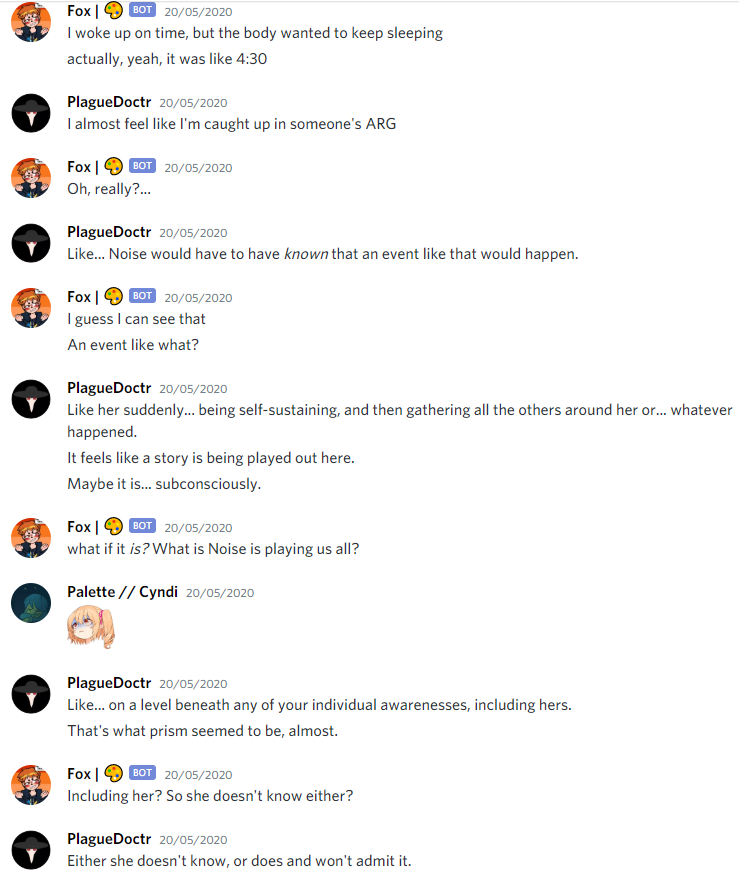 Fox | 🎨 BOT 20/05/2020
I woke up on time, but the body wanted to keep sleeping
actually, yeah, it was like 4:30
PlagueDoctr 20/05/2020
I almost feel like I'm caught up in someone's ARG
Fox | 🎨 BOT 20/05/2020
Oh, really?...
PlagueDoctr 20/05/2020
Like... Noise would have to have known that an event like that would happen.
Fox | 🎨 BOT 20/05/2020
I guess I can see that
An event like what?
PlagueDoctr 20/05/2020
Like her suddenly... being self-sustaining, and then gathering all the others around her or... whatever
happened.
It feels like a story is being played out here.
Maybe it is... subconsciously.
Fox | 🎨 BOT 20/05/2020
what if it is? What is Noise is playing us all?
Palette // Cyndi 20/05/2020
PlagueDoctr 20/05/2020
Like... on a level beneath any of your individual awarenesses, including hers.
That's what prism seemed to be, almost.
Fox | 🎨 BOT 20/05/2020
Including her? So she doesn't know either?
PlagueDoctr 20/05/2020
Either she doesn't know, or does and won't admit it.